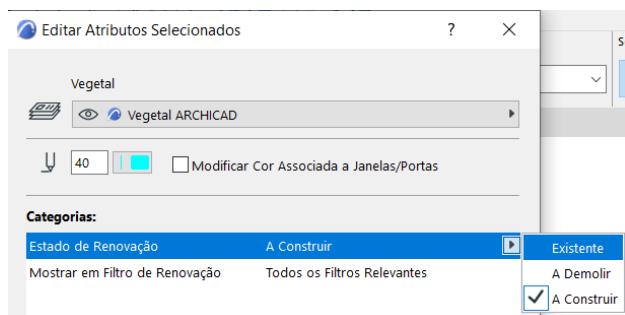 Editar Atributos Selecionados ? ×
S
Vegetal
Vegetal ARCHICAD
40 Modificar Cor Associada a Janelas/Portas
Categorias:
Estado de Renovação A Construir Existente
Mostrar em Filtro de Renovação Todos os Filtros Relevantes A Demolir
A Construir